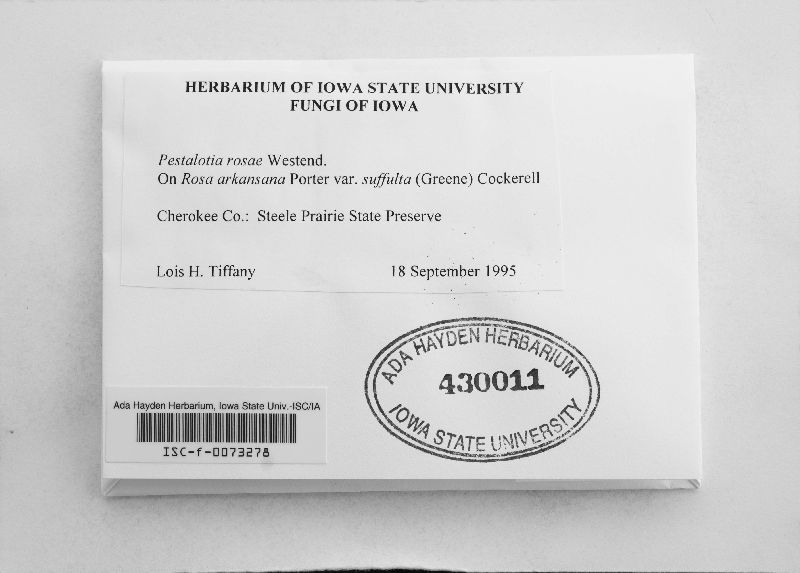 HERBARIUM OF IOWA STATE UNIVERSITY
FUNGI OF IOWA
Pestalotia rosae Westend.
On Rosa arkansana Porter var. suffulta (Greene) Cockerell
Cherokee Co.: Steele Prairie State Preserve
Lois H. Tiffany 18 September 1995
ADA HAYDEN HERBARIUM
430011
IOWA STATE UNIVERSITY
Ada Hayden Herbarium, Iowa State Univ.-ISC/IA
ISC-f-0073278